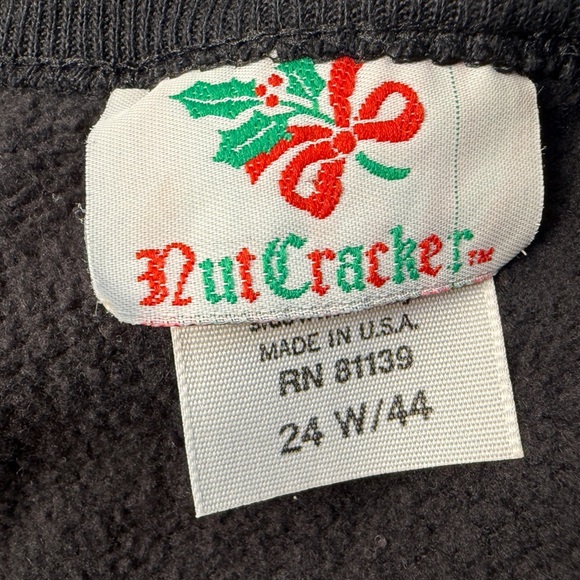 NutCracker™
MADE IN U.S.A.
RN 81139
24 W/44